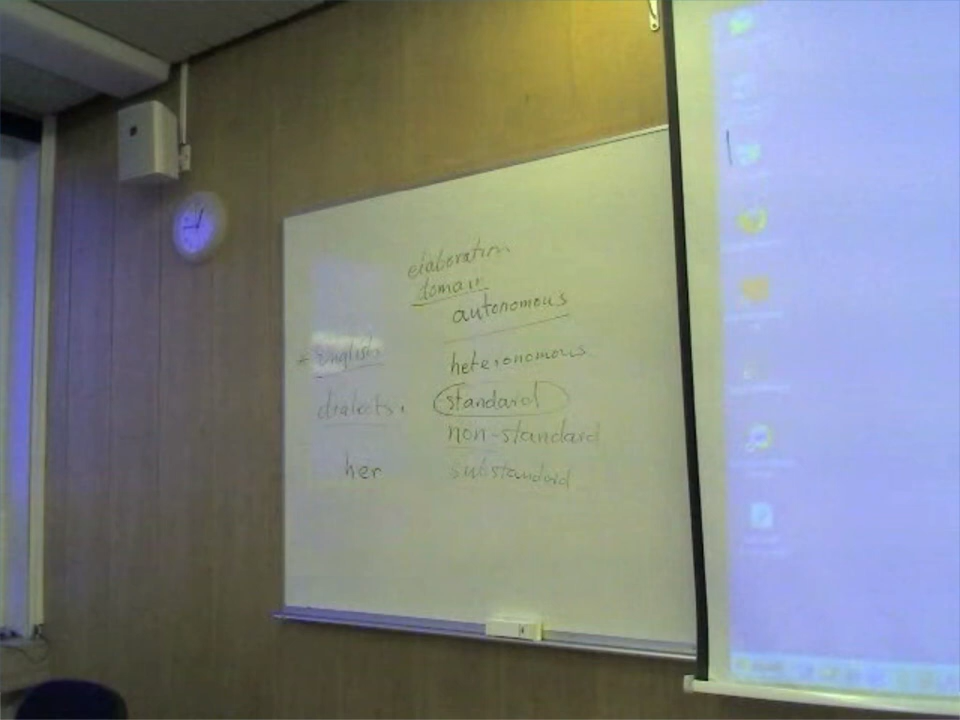 elaboration
domain
autonomous
* English
heteronomous
dialects.
standard
non-standard
her
substandard